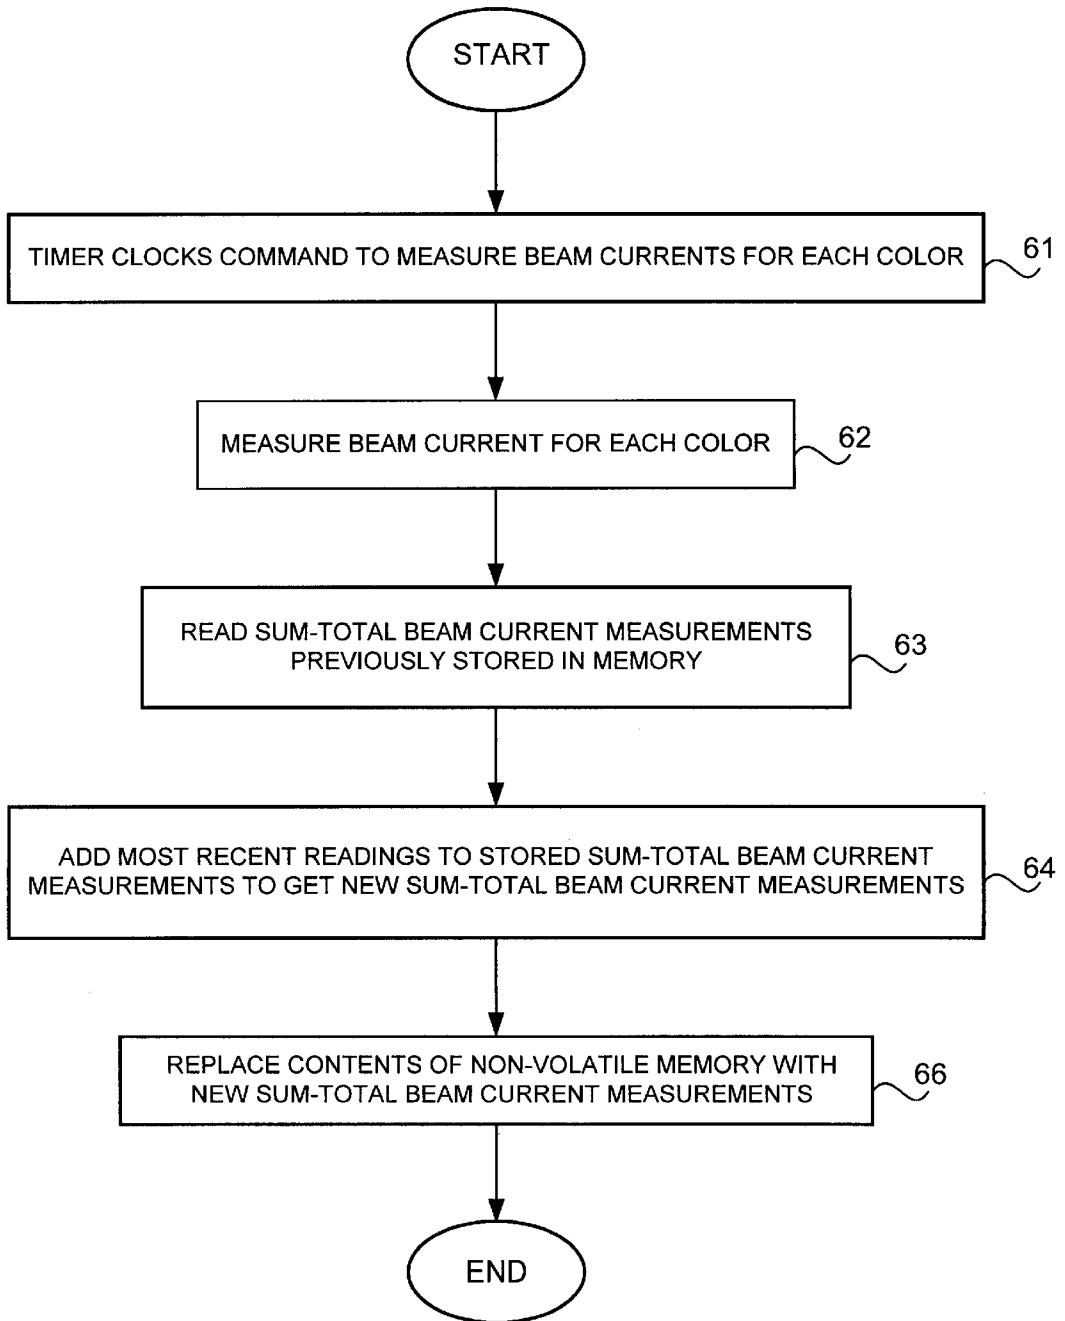 START
TIMER CLOCKS COMMAND TO MEASURE BEAM CURRENTS FOR EACH COLOR
61
MEASURE BEAM CURRENT FOR EACH COLOR
62
READ SUM-TOTAL BEAM CURRENT MEASUREMENTS
PREVIOUSLY STORED IN MEMORY
63
ADD MOST RECENT READINGS TO STORED SUM-TOTAL BEAM CURRENT
MEASUREMENTS TO GET NEW SUM-TOTAL BEAM CURRENT MEASUREMENTS
64
REPLACE CONTENTS OF NON-VOLATILE MEMORY WITH
NEW SUM-TOTAL BEAM CURRENT MEASUREMENTS
66
END